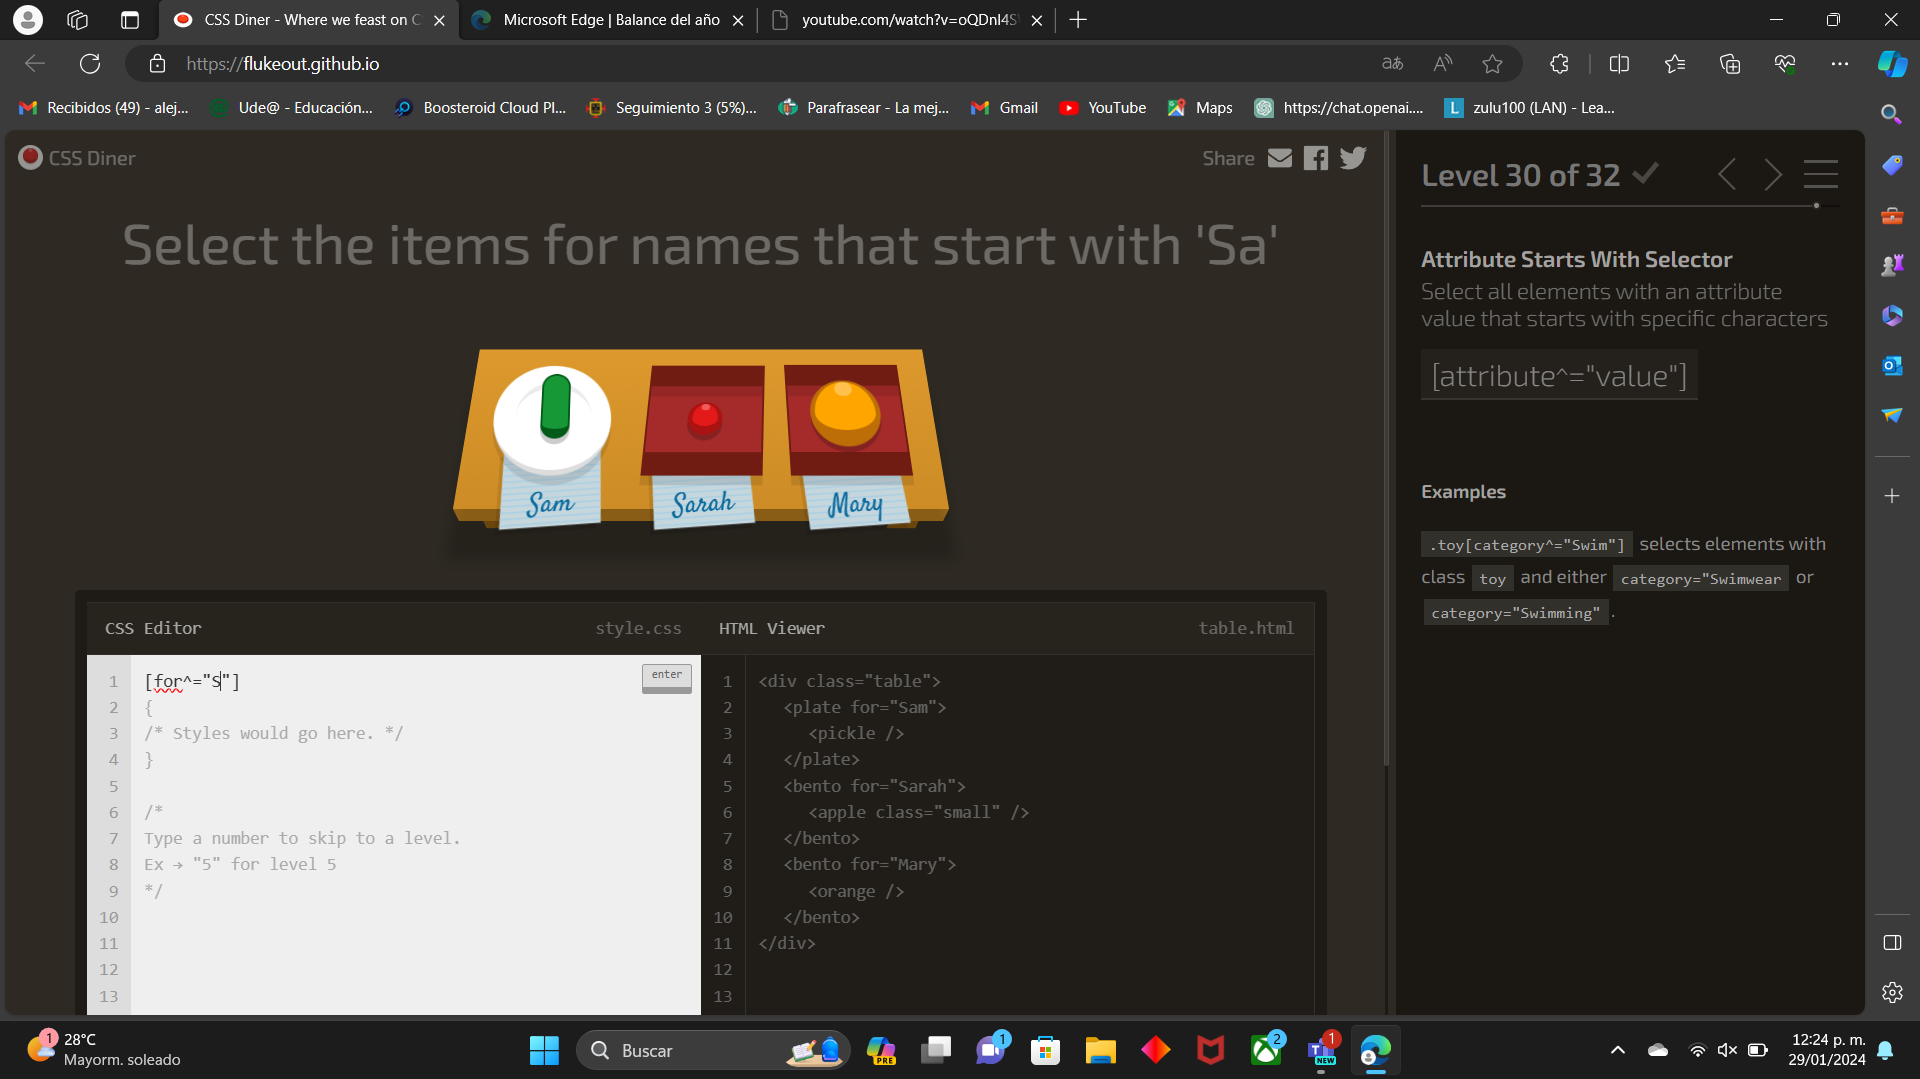 CSS Diner - Where we feast on C
Microsoft Edge | Balance del año
youtube.com/watch?v=oQDnI4S
https://flukeout.github.io
Recibidos (49) - alej...
Ude@ - Educación...
Boosteroid Cloud Pl...
Seguimiento 3 (5%)...
Parafrasear - La mej...
Gmail
YouTube
Maps
https://chat.openai....
zulu100 (LAN) - Lea...
CSS Diner
Share
Select the items for names that start with 'Sa'
Sam
Sarah
Mary
CSS Editor
style.css
HTML Viewer
table.html
1 [for^="S"]
enter
2 {
3 /* Styles would go here. */
4 }
5
6 /*
7 Type a number to skip to a level.
8 Ex → "5" for level 5
9 */
10
11
12
13
1 <div class="table">
2 <plate for="Sam">
3 <pickle />
4 </plate>
5 <bento for="Sarah">
6 <apple class="small" />
7 </bento>
8 <bento for="Mary">
9 <orange />
10 </bento>
11 </div>
12
13
Level 30 of 32
Attribute Starts With Selector
Select all elements with an attribute
value that starts with specific characters
[attribute^="value"]
Examples
.toy[category^="Swim"] selects elements with
class toy and either category="Swimwear or
category="Swimming" .
1
28°C
Mayorm. soleado
Buscar
PRE
1
2
1
NEW
12:24 p. m.
29/01/2024